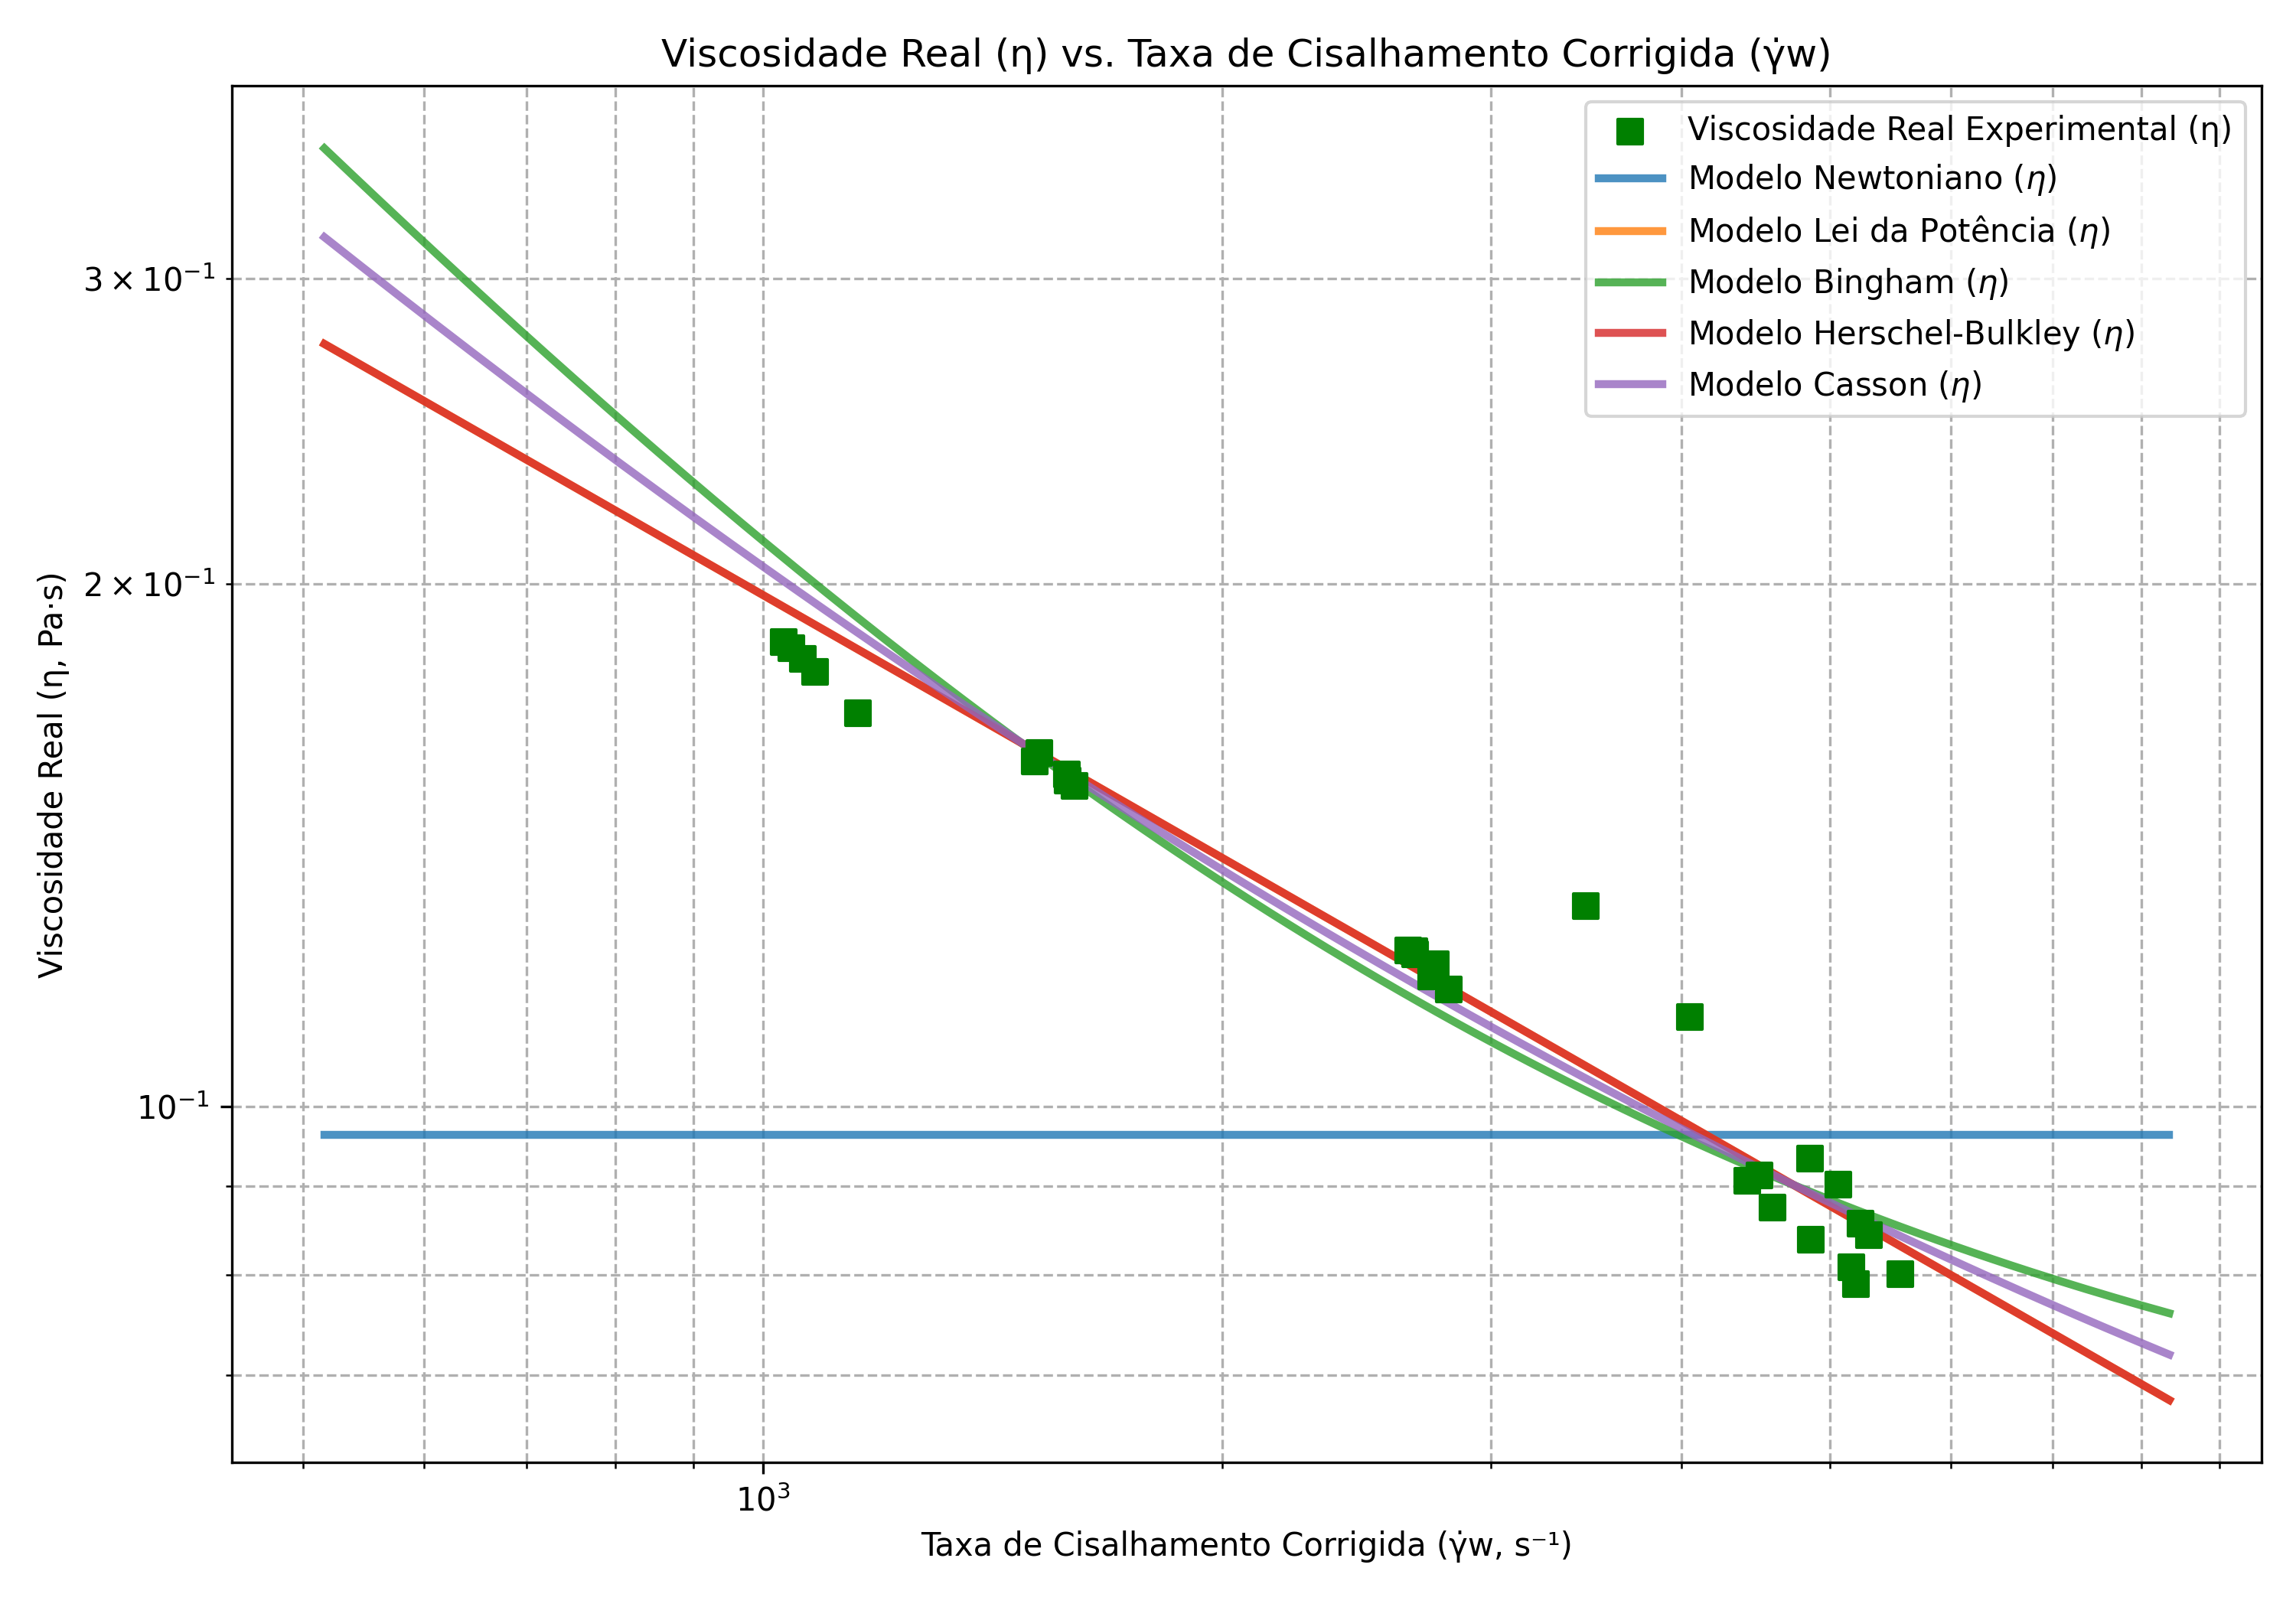 Viscosidade Real (η) vs. Taxa de Cisalhamento Corrigida (γ̇w)
Viscosidade Real Experimental (η)
Modelo Newtoniano (η)
Modelo Lei da Potência (η)
Modelo Bingham (η)
Modelo Herschel-Bulkley (η)
Modelo Casson (η)
Viscosidade Real (η, Pa·s)
3 × 10⁻¹
2 × 10⁻¹
10⁻¹
10³
Taxa de Cisalhamento Corrigida (γ̇w, s⁻¹)